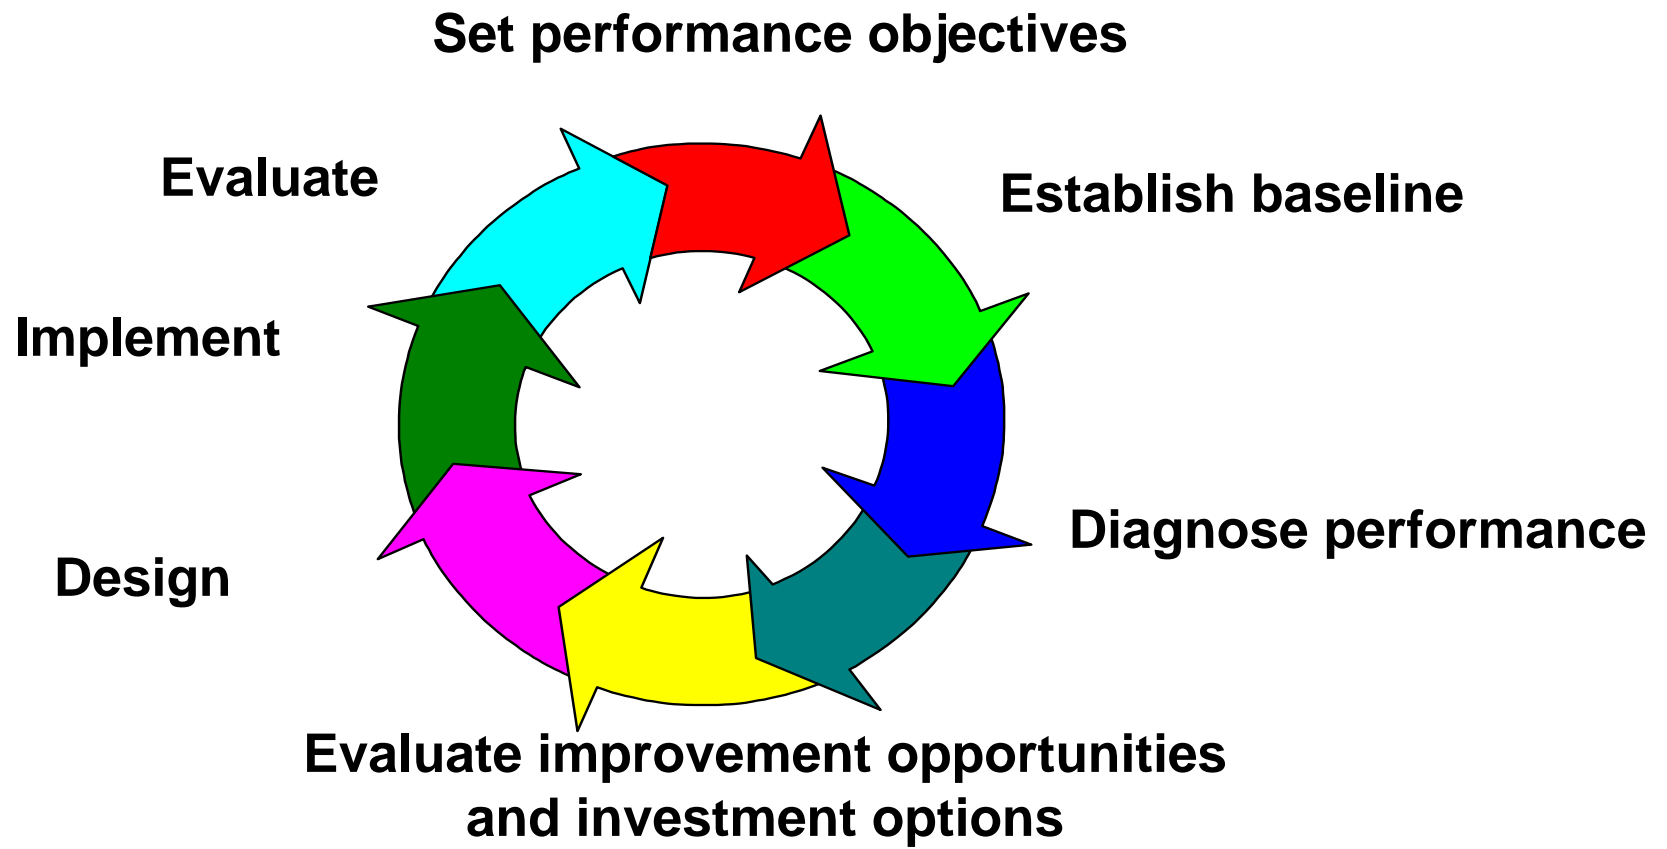 Set performance objectives
Establish baseline
Diagnose performance
Evaluate improvement opportunities
and investment options
Design
Implement
Evaluate